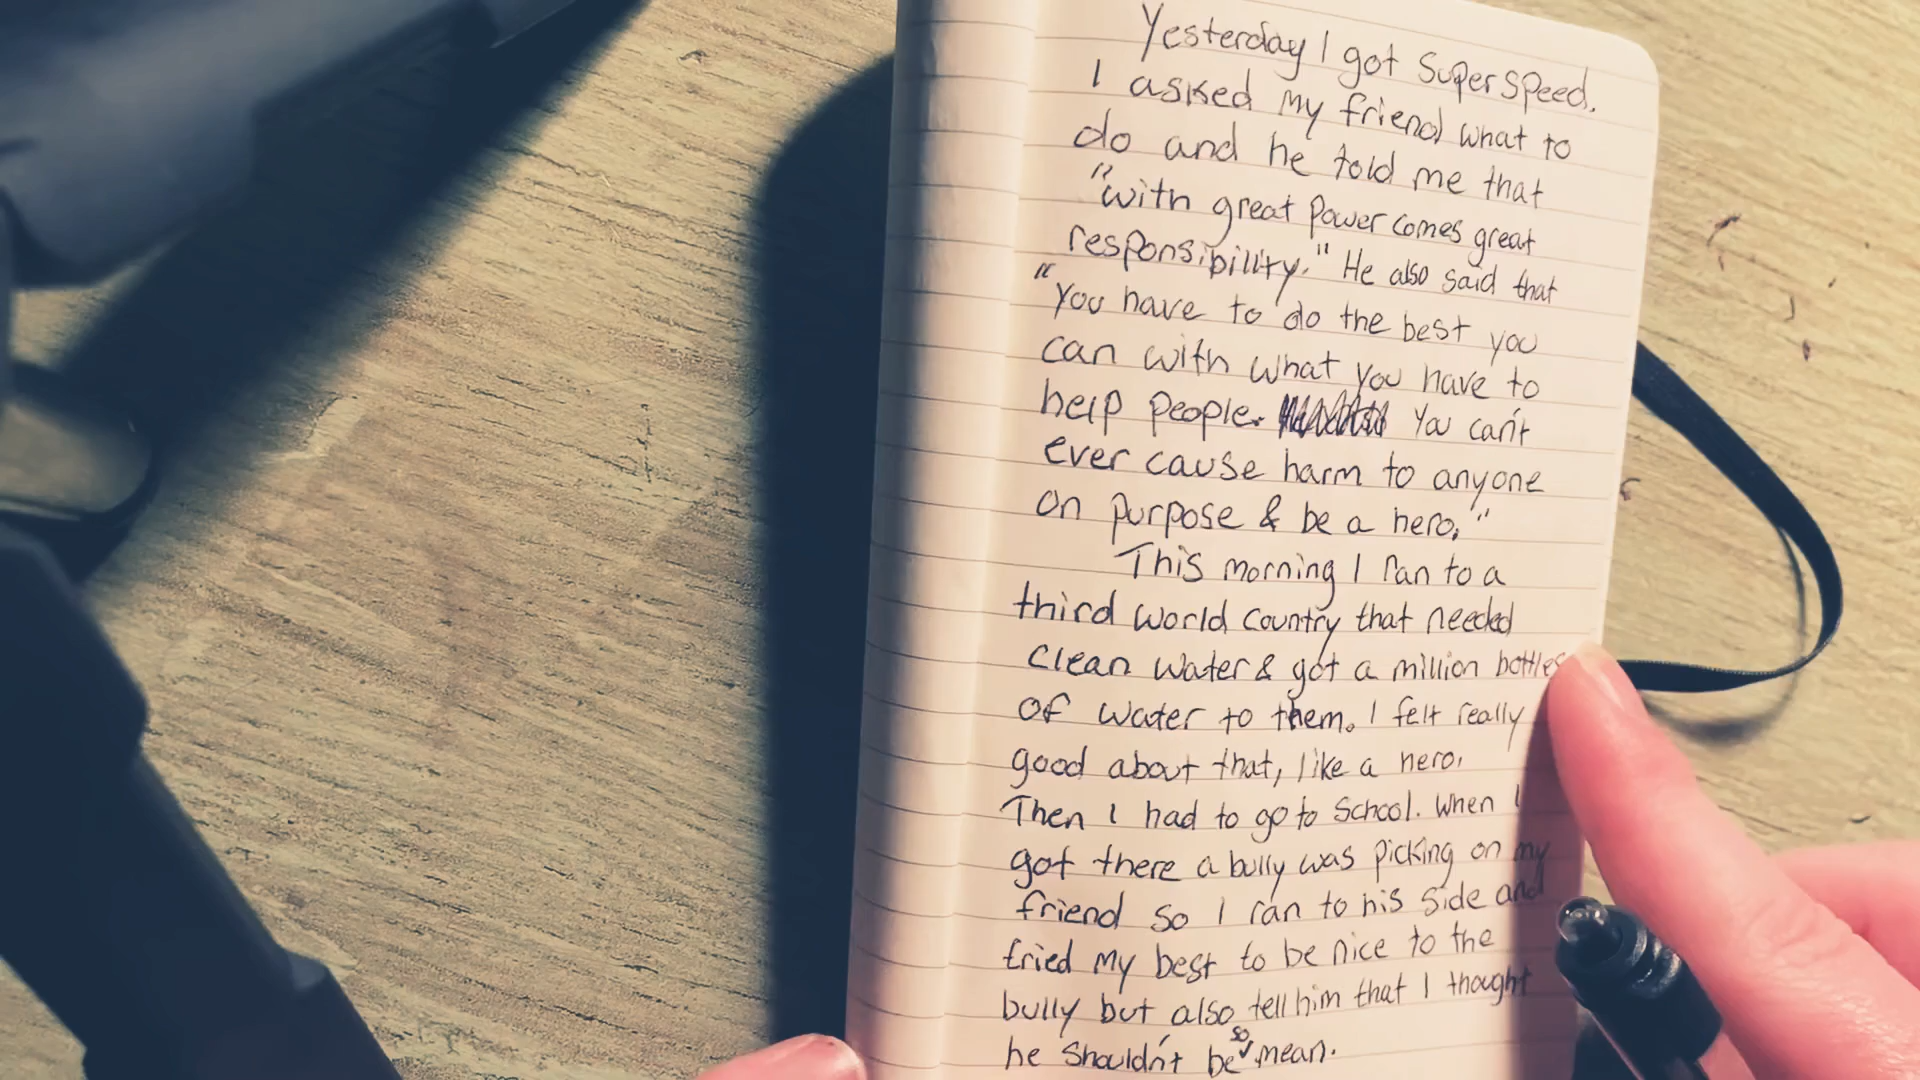 Yesterday I got Super Speed.
I asked my friend what to
do and he told me that
"with great power comes great
responsibility." He also said that
"You have to do the best you
can with what you have to
help people. You can't
ever cause harm to anyone
on purpose & be a hero."
This morning I ran to a
third world country that needed
clean water & got a million bottles
of water to them. I felt really
good about that, like a hero.
Then I had to go to school. When I
got there a bully was picking on my
friend so I ran to his side and
tried my best to be nice to the
bully but also tell him that I thought
he shouldn't be so mean.